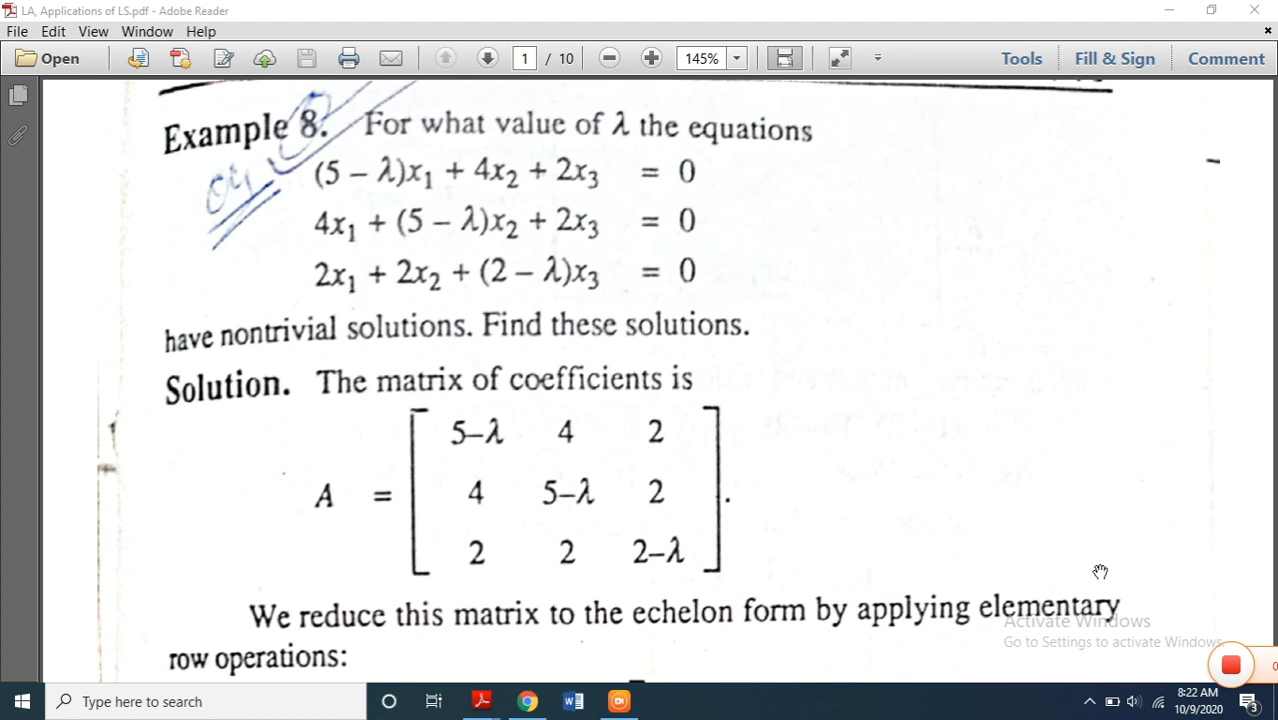 LA, Applications of LS.pdf - Adobe Reader
File Edit View Window Help
Open 1 / 10 145% Tools Fill & Sign Comment
Example 8. For what value of λ the equations
(5 – λ)x₁ + 4x₂ + 2x₃ = 0
4x₁ + (5 – λ)x₂ + 2x₃ = 0
2x₁ + 2x₂ + (2 – λ)x₃ = 0
have nontrivial solutions. Find these solutions.
Solution. The matrix of coefficients is
5–λ 4 2
A = 4 5–λ 2 .
2 2 2–λ
We reduce this matrix to the echelon form by applying elementary
row operations:
Activate Windows
Go to Settings to activate Windows.
Type here to search
8:22 AM
10/9/2020
3